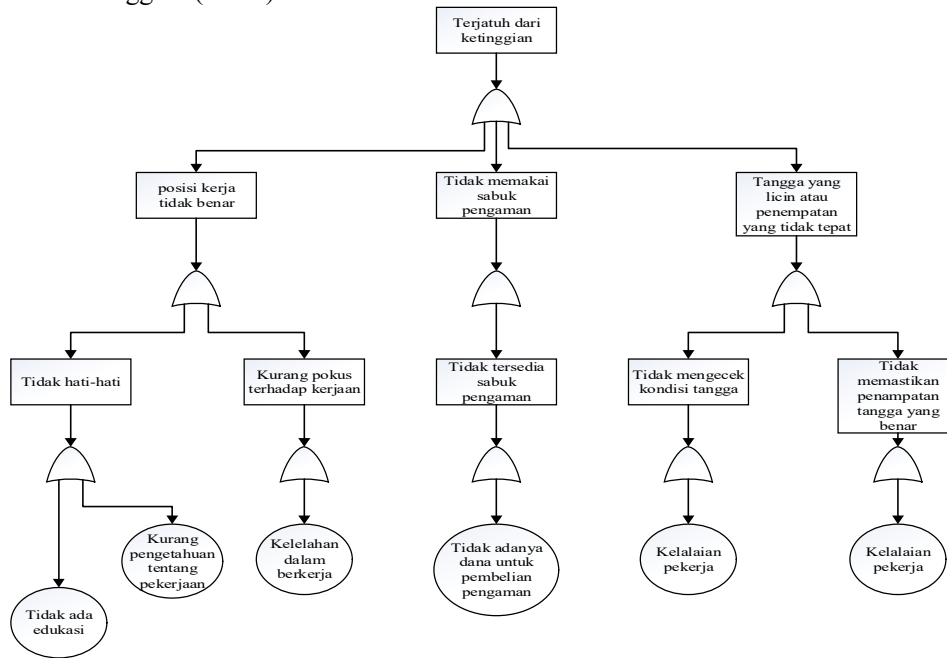 Terjatuh dari
ketinggian
posisi kerja
tidak benar
Tidak memakai
sabuk
pengaman
Tangga yang
licin atau
penempatan
yang tidak tepat
Tidak hati-hati
Kurang pokus
terhadap kerjaan
Tidak tersedia
sabuk
pengaman
Tidak mengecek
kondisi tangga
Tidak
memastikan
penampatan
tangga yang
benar
Tidak ada
edukasi
Kurang
pengetahuan
tentang
pekerjaan
Kelelahan
dalam
berkerja
Tidak adanya
dana untuk
pembelian
pengaman
Kelalaian
pekerja
Kelalaian
pekerja